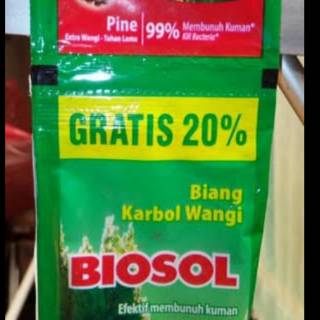 Pine
Extra Wangi - Tahan Lama
99% Membunuh Kuman*
Kill Bacteria*
GRATIS 20%
Biang
Karbol Wangi
BIOSOL
Efektif membunuh kuman